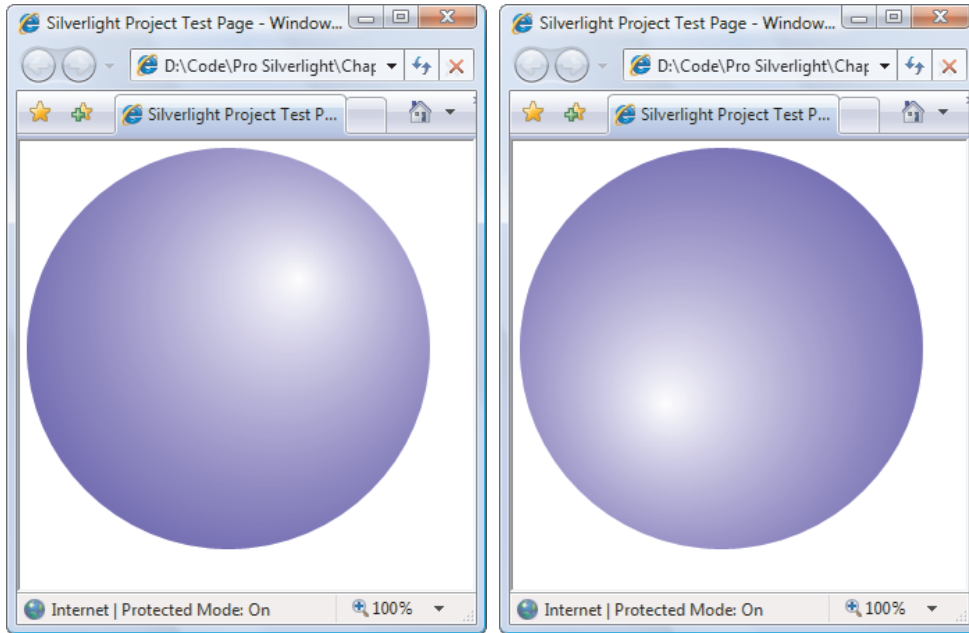 Silverlight Project Test Page - Window...
D:\Code\Pro Silverlight\Chap
Silverlight Project Test P...
Internet | Protected Mode: On
100%
Silverlight Project Test Page - Window...
D:\Code\Pro Silverlight\Chap
Silverlight Project Test P...
Internet | Protected Mode: On
100%